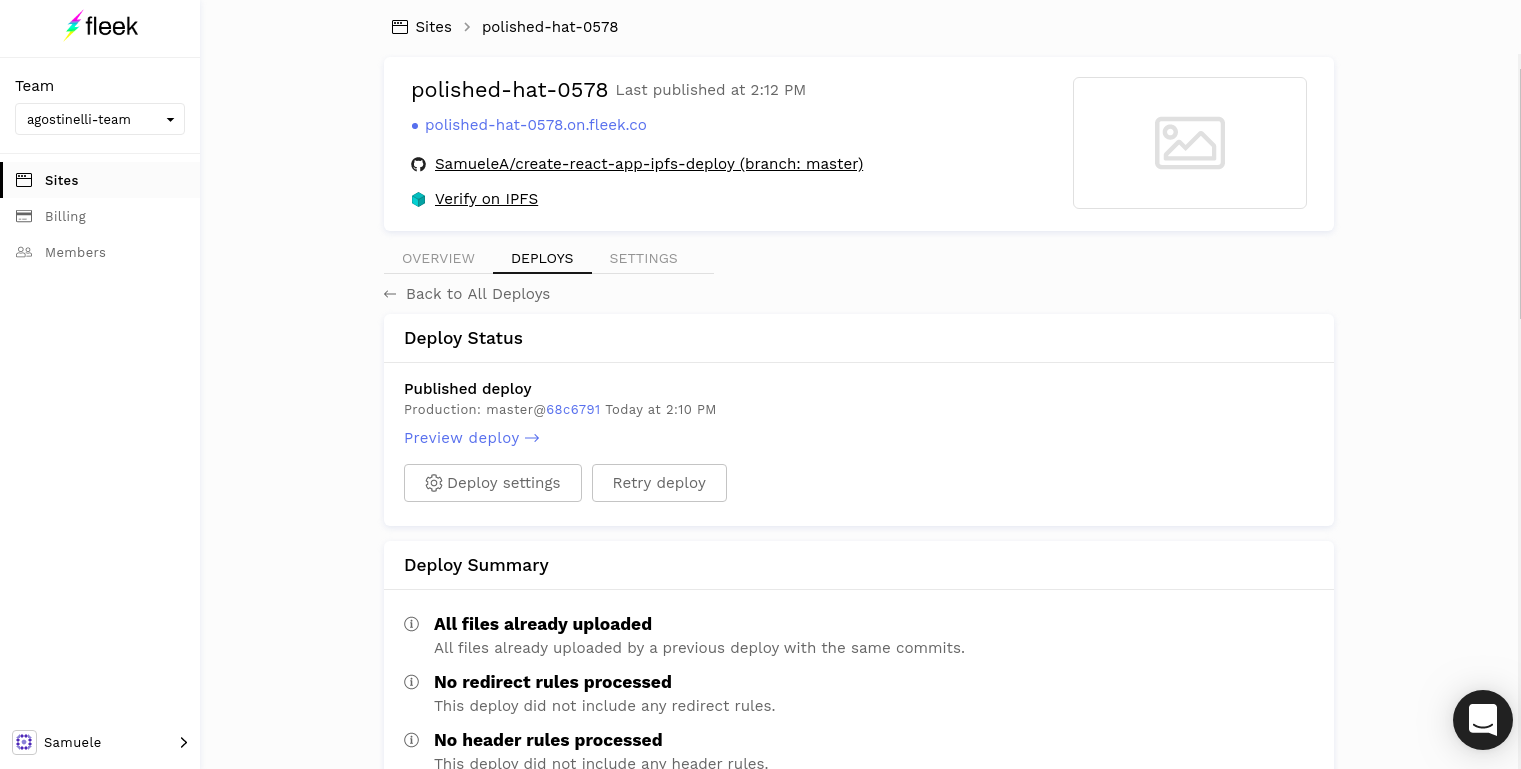 fleek
Team
agostinelli-team
Sites
Billing
Members
Samuele
Sites > polished-hat-0578
polished-hat-0578 Last published at 2:12 PM
polished-hat-0578.on.fleek.co
SamueleA/create-react-app-ipfs-deploy (branch: master)
Verify on IPFS
OVERVIEW DEPLOYS SETTINGS
← Back to All Deploys
Deploy Status
Published deploy
Production: master@68c6791 Today at 2:10 PM
Preview deploy →
Deploy settings Retry deploy
Deploy Summary
All files already uploaded
All files already uploaded by a previous deploy with the same commits.
No redirect rules processed
This deploy did not include any redirect rules.
No header rules processed
This deploy did not include any header rules.